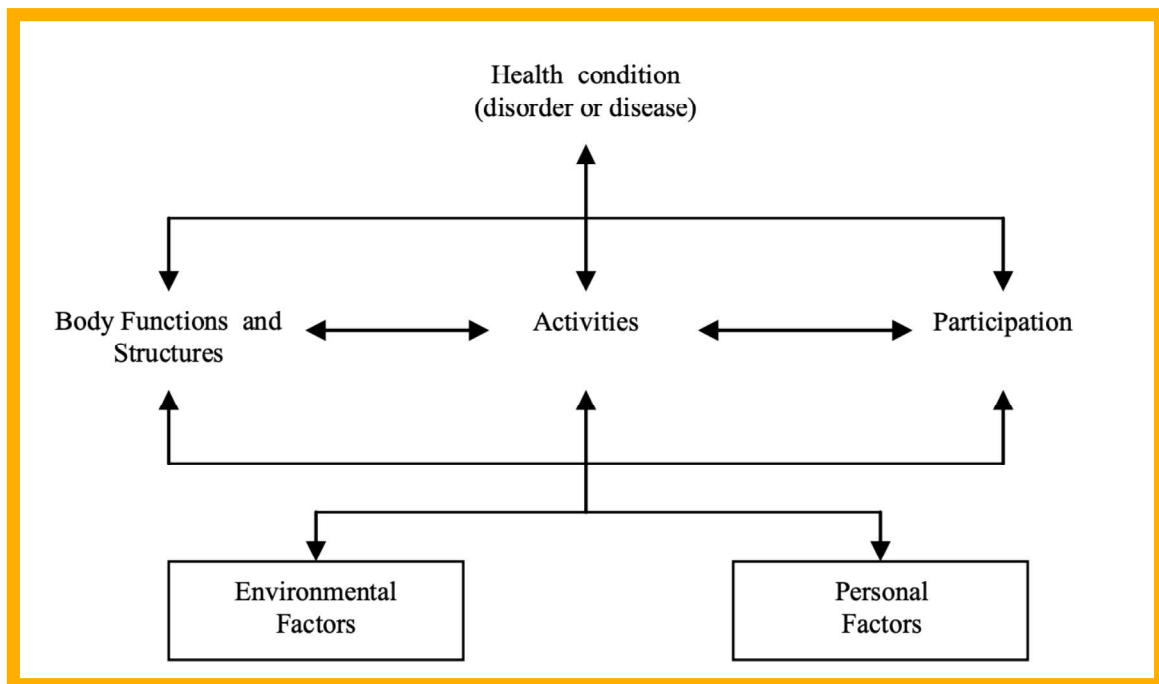 Health condition
(disorder or disease)
Body Functions and
Structures
Activities
Participation
Environmental
Factors
Personal
Factors